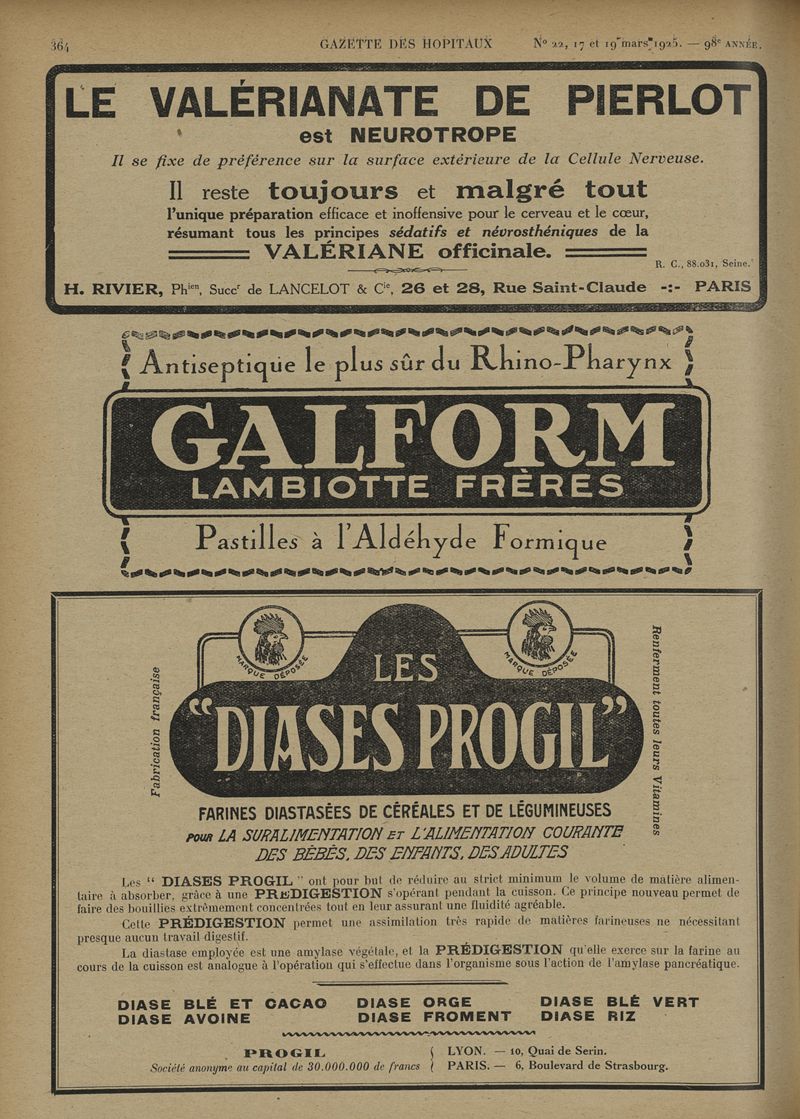 364 GAZETTE DES HOPITAUX No 22, 17 et 19 mars 1925. — 98e ANNÉE.
LE VALÉRIANATE DE PIERLOT
est NEUROTROPE
Il se fixe de préférence sur la surface extérieure de la Cellule Nerveuse.
Il reste toujours et malgré tout
l'unique préparation efficace et inoffensive pour le cerveau et le cœur,
résumant tous les principes sédatifs et névrosthéniques de la
VALÉRIANE officinale.
R. C., 88.031, Seine.
H. RIVIER, Phien, Succr de LANCELOT & Cie, 26 et 28, Rue Saint-Claude -:- PARIS
Antiseptique le plus sûr du Rhino-Pharynx
GALFORM
LAMBIOTTE FRÈRES
Pastilles à l'Aldéhyde Formique
MARQUE DÉPOSÉE
MARQUE DÉPOSÉE
LES
"DIASES PROGIL"
Fabrication française
Renferment toutes leurs Vitamines
FARINES DIASTASÉES DE CÉRÉALES ET DE LÉGUMINEUSES
POUR LA SURALIMENTATION ET L'ALIMENTATION COURANTE
DES BÉBÉS, DES ENFANTS, DES ADULTES
Les " DIASES PROGIL " ont pour but de réduire au strict minimum le volume de matière alimen-
taire à absorber, grâce à une PRÉDIGESTION s'opérant pendant la cuisson. Ce principe nouveau permet de
faire des bouillies extrêmement concentrées tout en leur assurant une fluidité agréable.
Cette PRÉDIGESTION permet une assimilation très rapide de matières farineuses ne nécessitant
presque aucun travail digestif.
La diastase employée est une amylase végétale, et la PRÉDIGESTION qu'elle exerce sur la farine au
cours de la cuisson est analogue à l'opération qui s'effectue dans l'organisme sous l'action de l'amylase pancréatique.
DIASE BLÉ ET CACAO DIASE ORGE DIASE BLÉ VERT
DIASE AVOINE DIASE FROMENT DIASE RIZ
PROGIL { LYON. — 10, Quai de Serin.
Société anonyme au capital de 30.000.000 de francs { PARIS. — 6, Boulevard de Strasbourg.